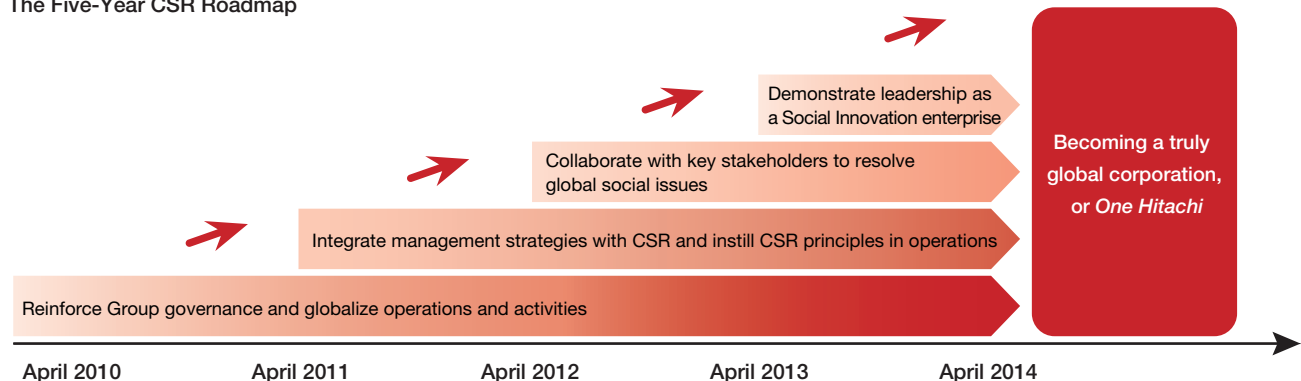 The Five-Year CSR Roadmap
Demonstrate leadership as
a Social Innovation enterprise
Collaborate with key stakeholders to resolve
global social issues
Integrate management strategies with CSR and instill CSR principles in operations
Reinforce Group governance and globalize operations and activities
Becoming a truly
global corporation,
or One Hitachi
April 2010
April 2011
April 2012
April 2013
April 2014